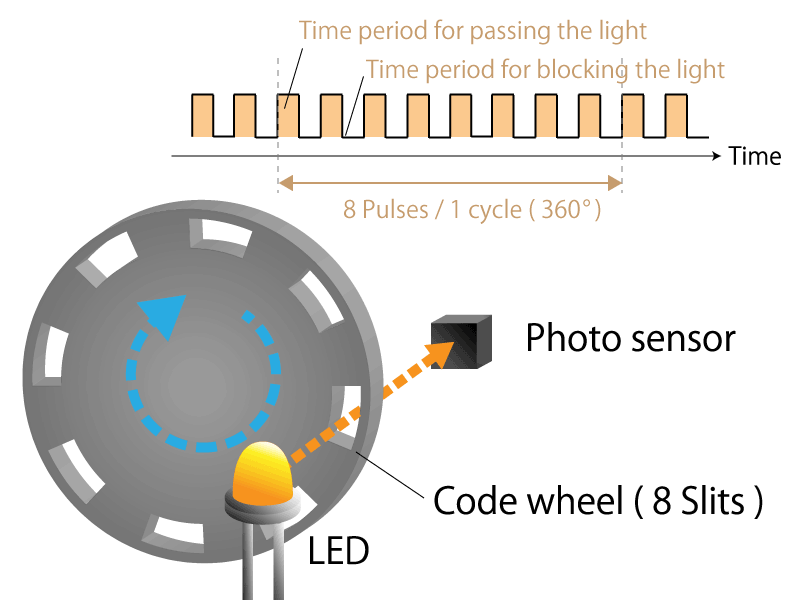 Time period for passing the light
Time period for blocking the light
Time
8 Pulses / 1 cycle ( 360° )
Photo sensor
Code wheel ( 8 Slits )
LED